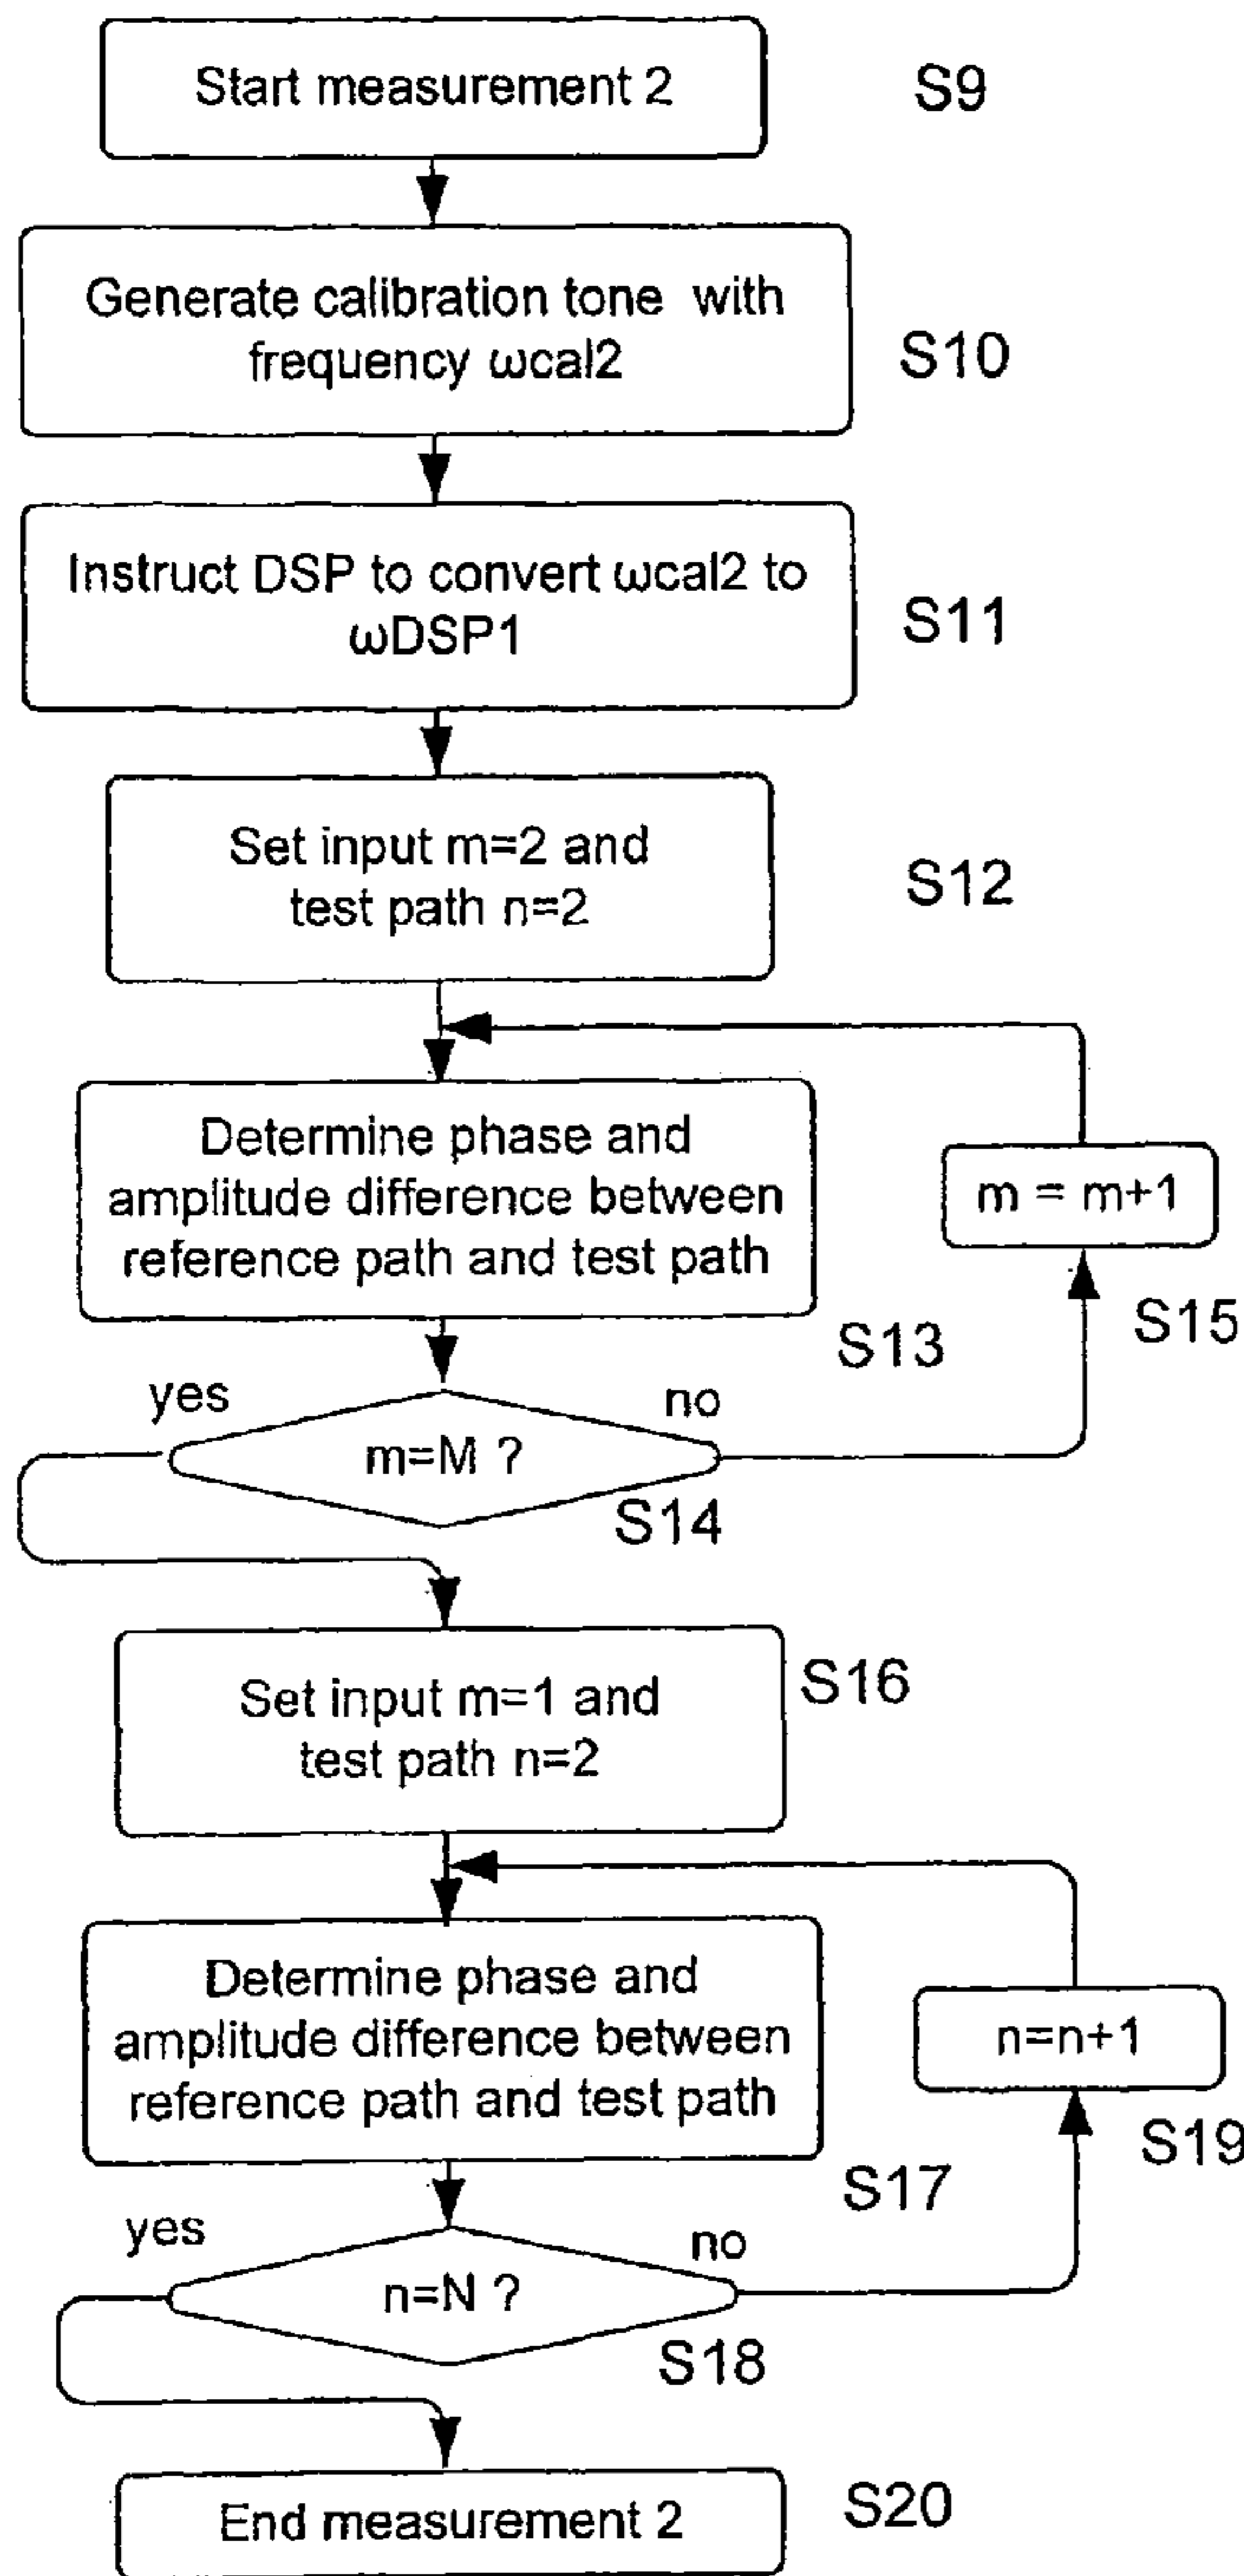 Start measurement 2
S9
Generate calibration tone with
frequency ωcal2
S10
Instruct DSP to convert ωcal2 to
ωDSP1
S11
Set input m=2 and
test path n=2
S12
Determine phase and
amplitude difference between
reference path and test path
S13
m = m+1
S15
yes
no
m=M ?
S14
Set input m=1 and
test path n=2
S16
Determine phase and
amplitude difference between
reference path and test path
S17
n=n+1
S19
yes
no
n=N ?
S18
End measurement 2
S20